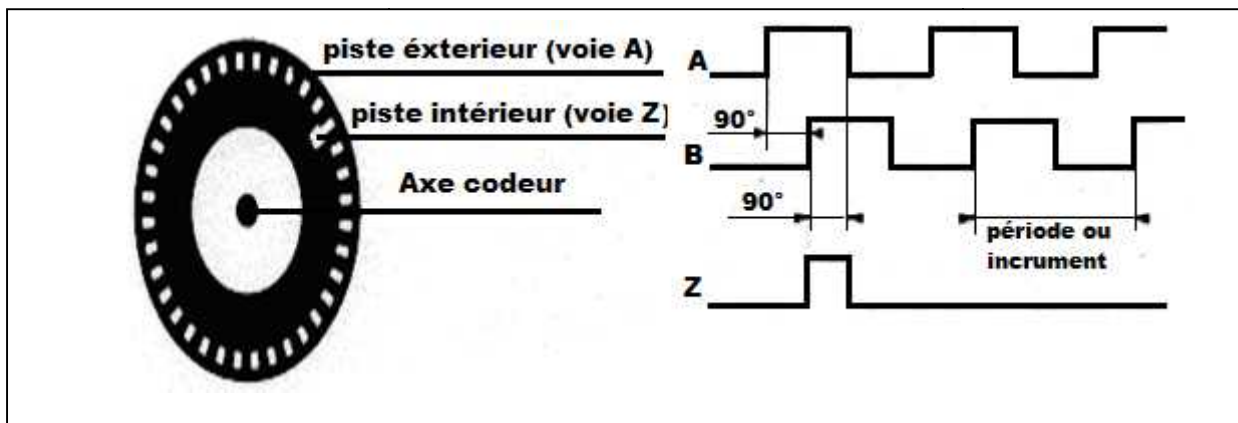 piste éxterieur (voie A)
piste intérieur (voie Z)
Axe codeur
A
90°
B
90°
période ou
incrument
Z